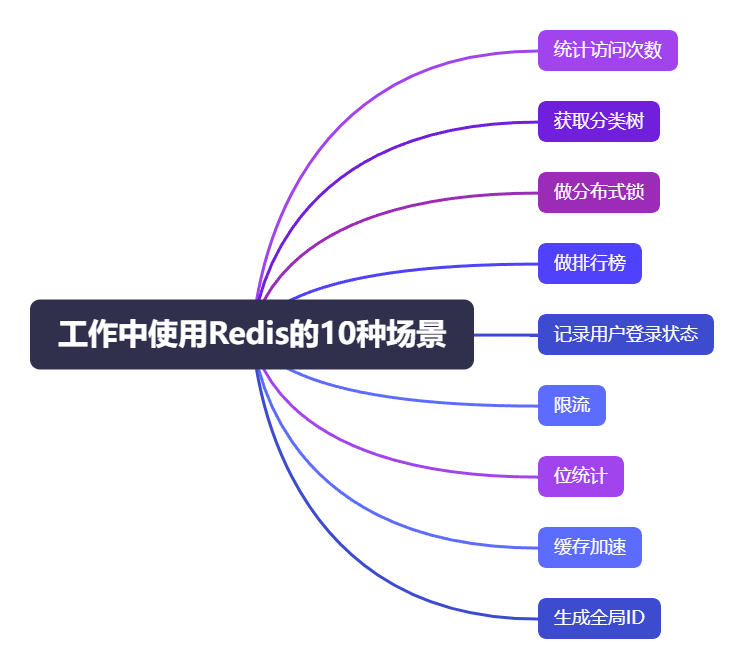 统计访问次数
获取分类树
做分布式锁
做排行榜
工作中使用Redis的10种场景
记录用户登录状态
限流
位统计
缓存加速
生成全局ID